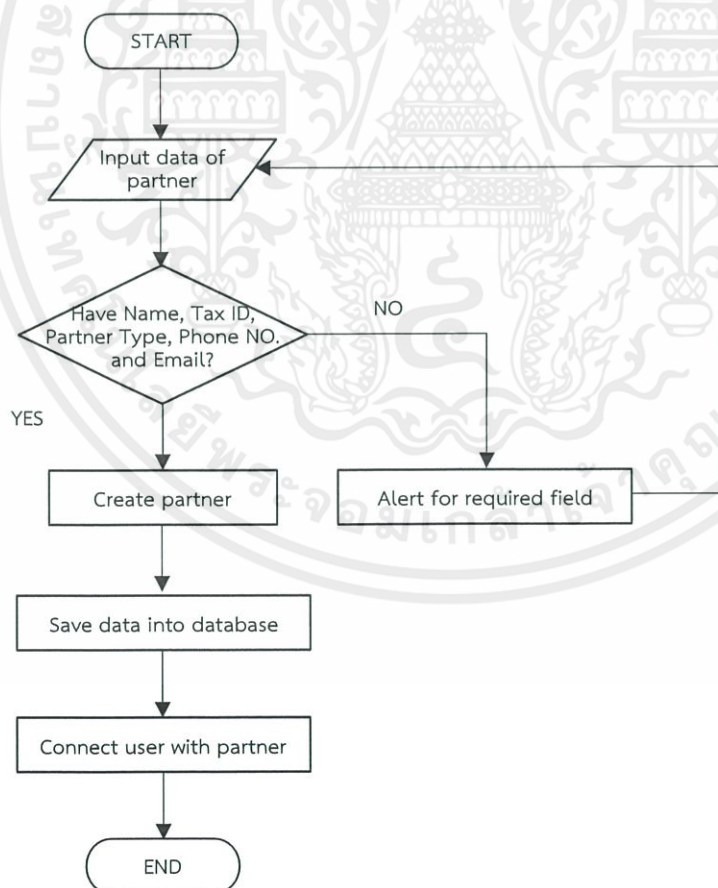 START
Input data of
partner
Have Name, Tax ID,
Partner Type, Phone NO.
and Email?
NO
YES
Create partner
Alert for required field
Save data into database
Connect user with partner
END